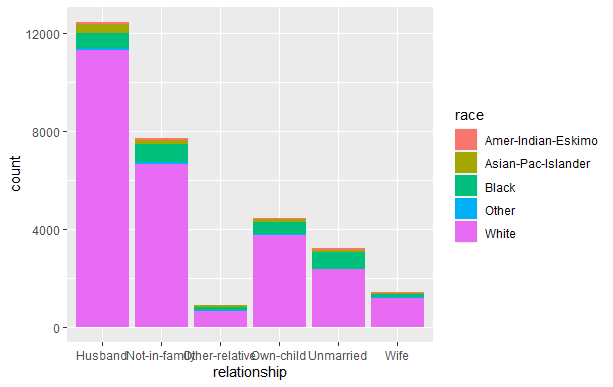 12000
8000
4000
0
count
Husband
Not-in-family
Other-relative
Own-child
Unmarried
Wife
relationship
race
Amer-Indian-Eskimo
Asian-Pac-Islander
Black
Other
White